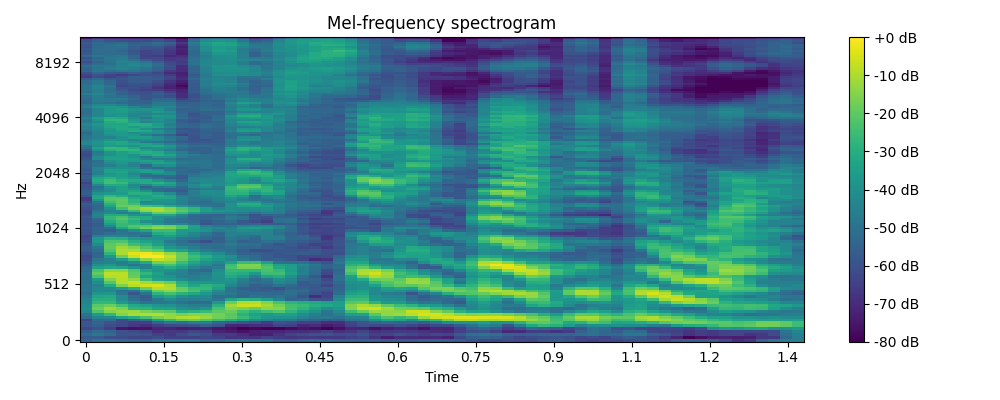 Mel-frequency spectrogram
Hz
8192
4096
2048
1024
512
0
0 0.15 0.3 0.45 0.6 0.75 0.9 1.1 1.2 1.4
Time
+0 dB
-10 dB
-20 dB
-30 dB
-40 dB
-50 dB
-60 dB
-70 dB
-80 dB